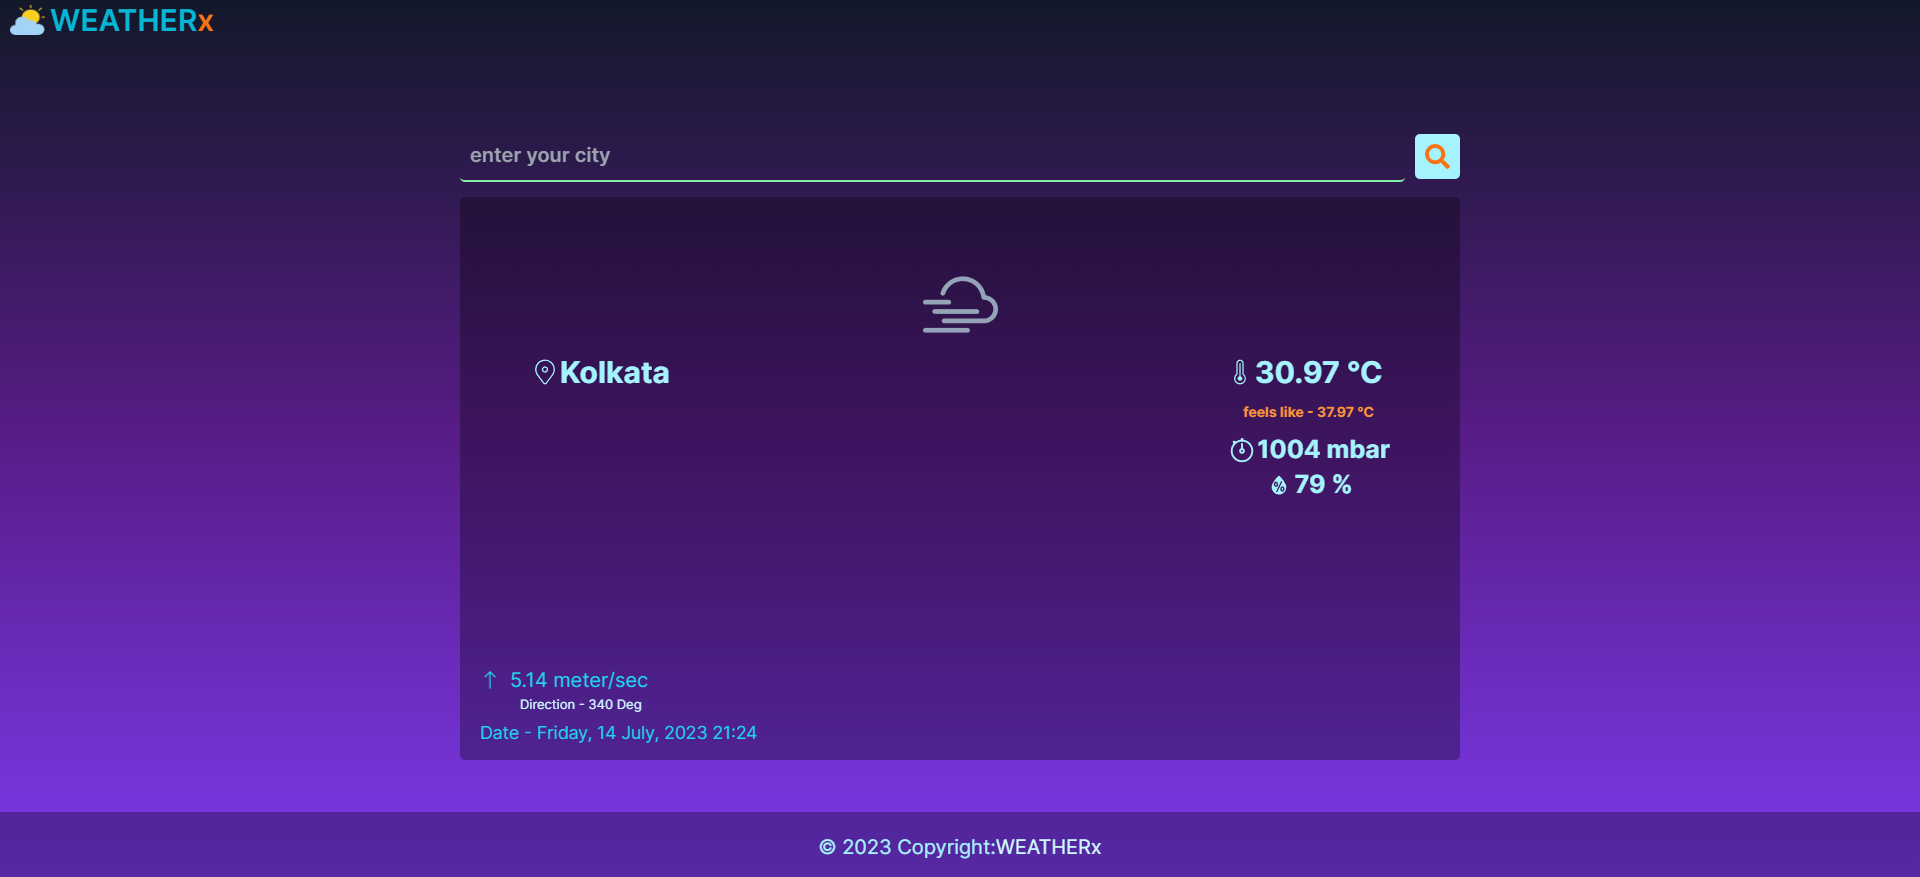 WEATHERx
enter your city
Kolkata
30.97 °C
feels like - 37.97 °C
1004 mbar
79 %
5.14 meter/sec
Direction - 340 Deg
Date - Friday, 14 July, 2023 21:24
© 2023 Copyright:WEATHERx